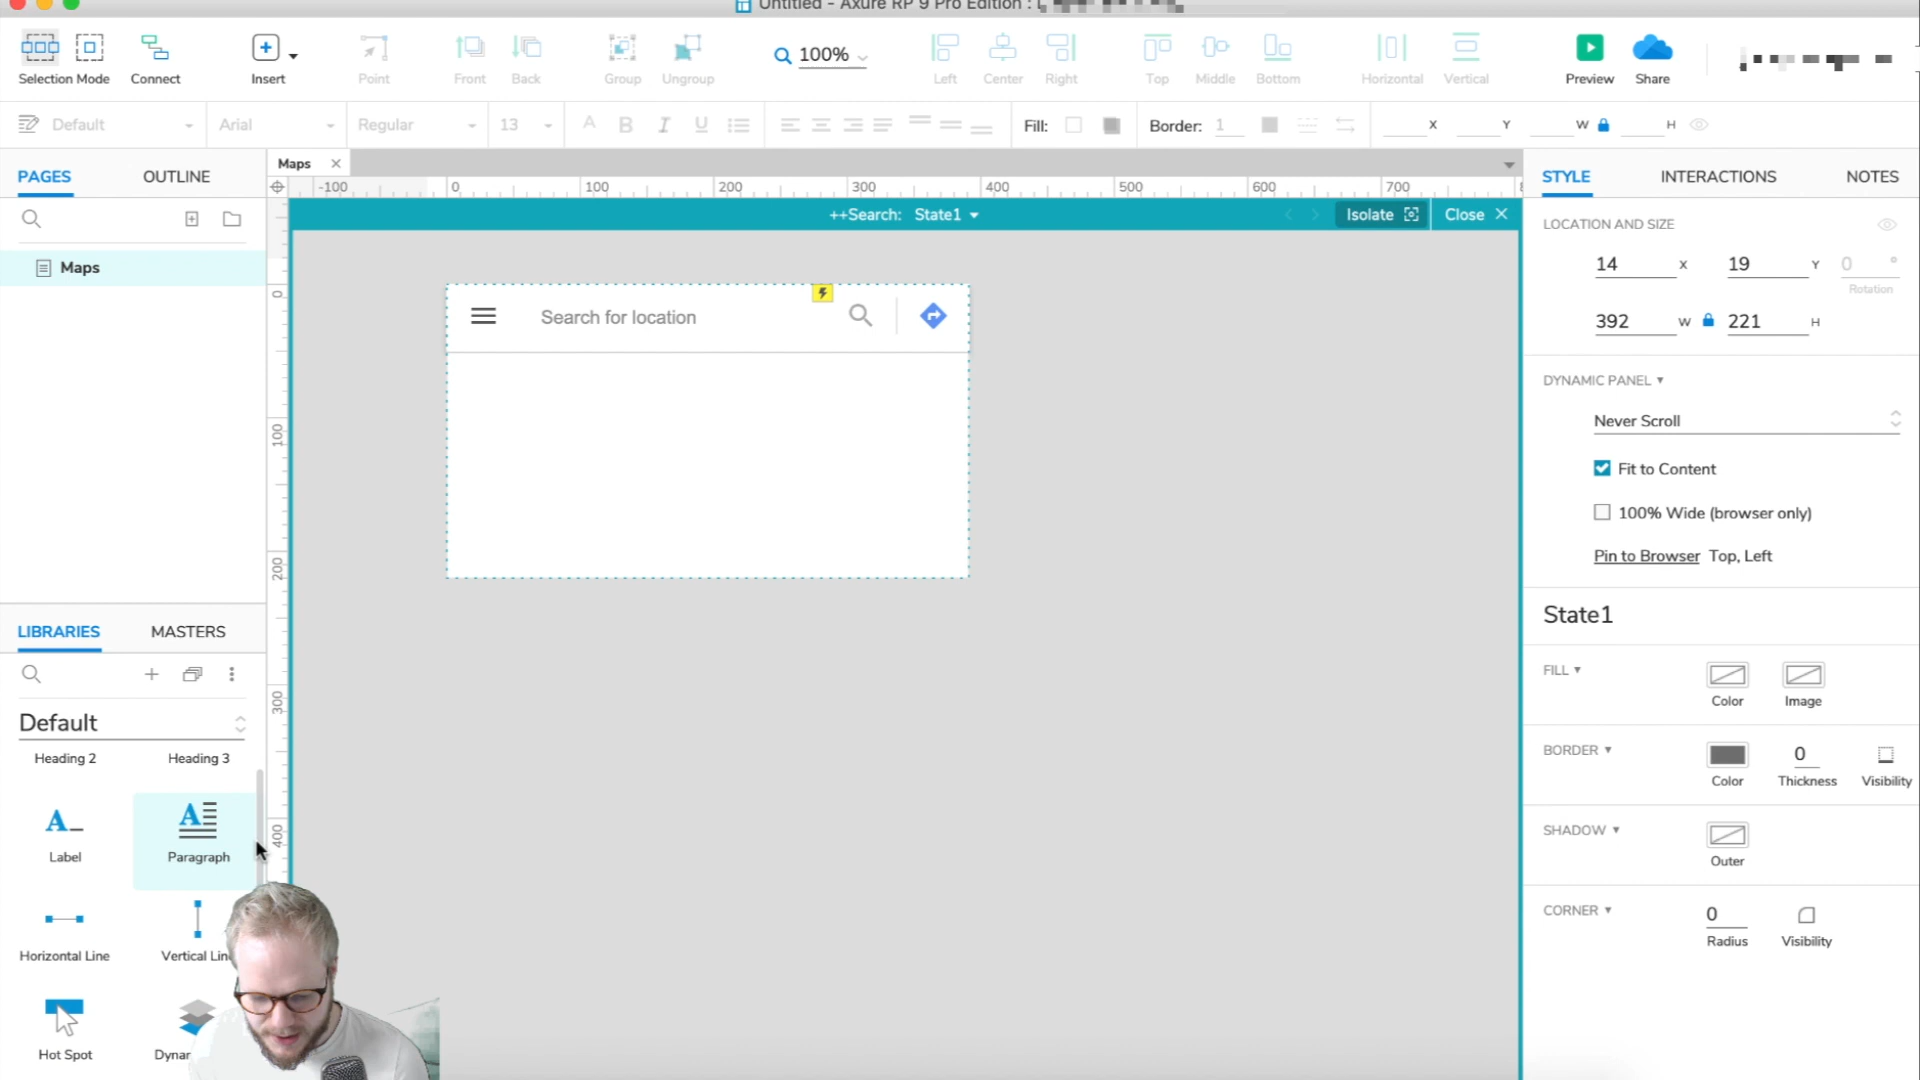 Untitled - Axure RP 9 Pro Edition :
Selection Mode
Connect
Insert
Point
Front
Back
Group
Ungroup
100%
Left
Center
Right
Top
Middle
Bottom
Horizontal
Vertical
Preview
Share
Default
Arial
Regular
13
A
B
I
U
Fill:
Border:
1
X
Y
W
H
PAGES
OUTLINE
Maps
Maps
-100
0
100
200
300
400
500
600
700
++Search: State1
Isolate
Close
0
100
200
300
400
Search for location
LIBRARIES
MASTERS
Default
Heading 2
Heading 3
Label
Paragraph
Horizontal Line
Vertical Lin
Hot Spot
Dynar
STYLE
INTERACTIONS
NOTES
LOCATION AND SIZE
14 X
19 Y
0 °
Rotation
392 W
221 H
DYNAMIC PANEL
Never Scroll
Fit to Content
100% Wide (browser only)
Pin to Browser Top, Left
State1
FILL
Color
Image
BORDER
0
Color
Thickness
Visibility
SHADOW
Outer
CORNER
0
Radius
Visibility